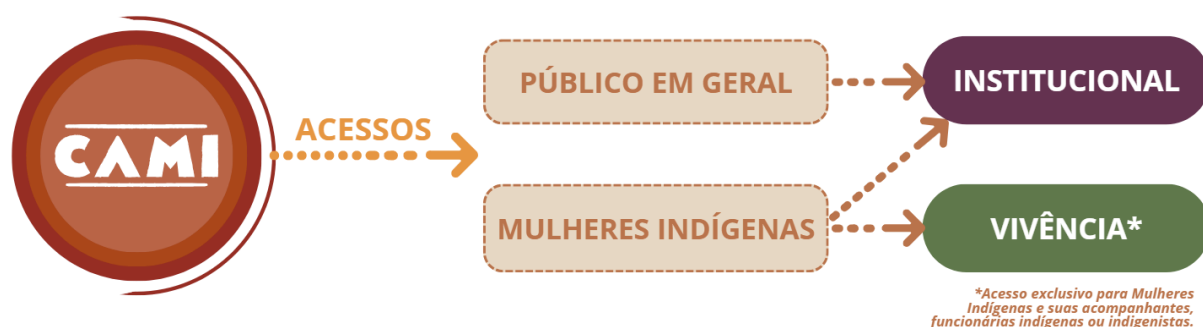 CAMI
ACESSOS
PÚBLICO EM GERAL
INSTITUCIONAL
MULHERES INDÍGENAS
VIVÊNCIA*
*Acesso exclusivo para Mulheres
Indígenas e suas acompanhantes,
funcionárias indígenas ou indigenistas.